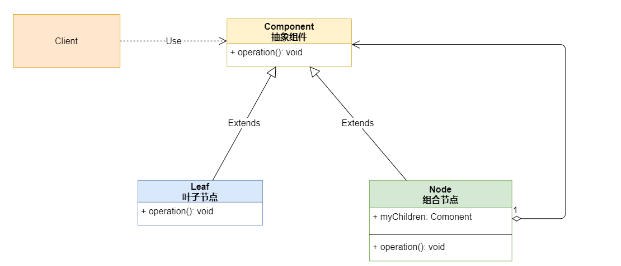 Client
Use
Component
抽象组件
+ operation(): void
Extends
Extends
Leaf
叶子节点
+ operation(): void
Node
组合节点
+ myChildren: Comonent
1
+ operation(): void